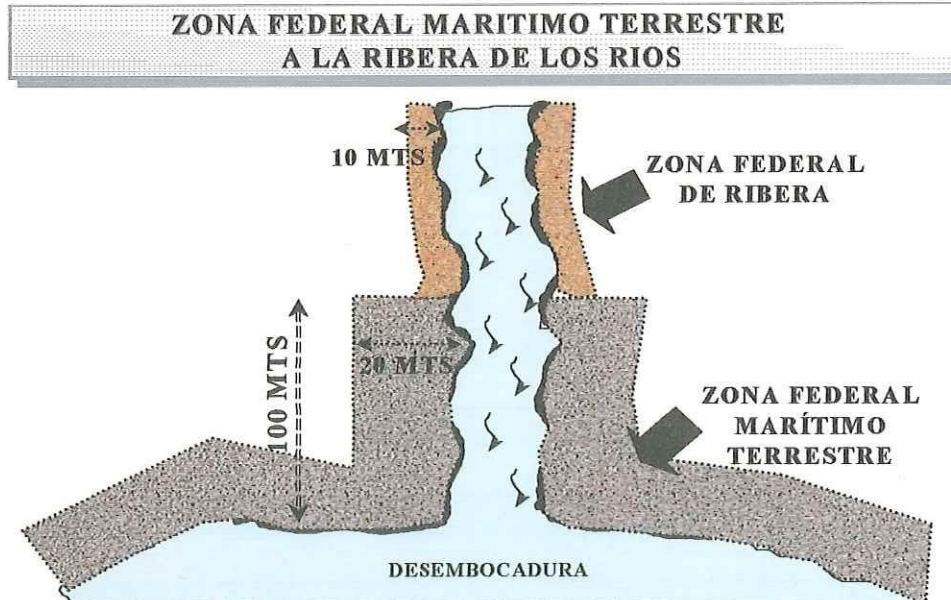 ZONA FEDERAL MARITIMO TERRESTRE
A LA RIBERA DE LOS RIOS
10 MTS
ZONA FEDERAL
DE RIBERA
100 MTS
20 MTS
ZONA FEDERAL
MARÍTIMO
TERRESTRE
DESEMBOCADURA